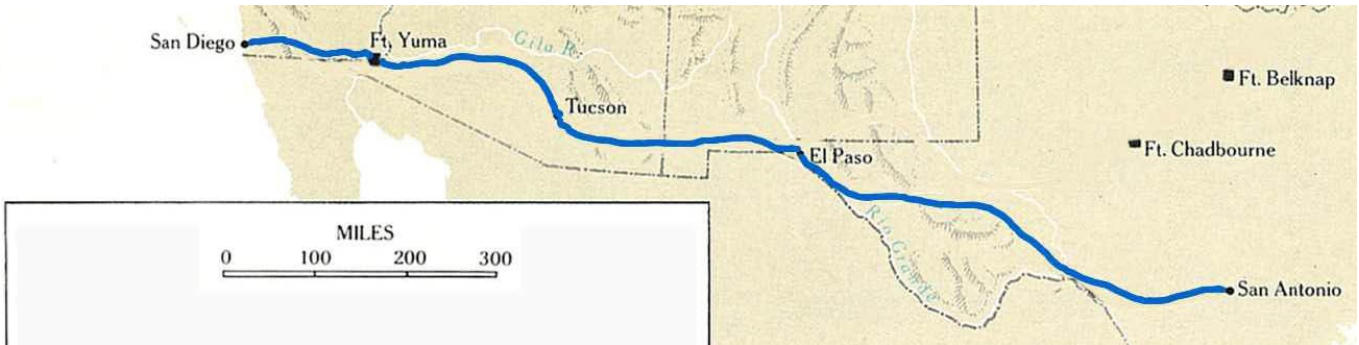 San Diego
Ft. Yuma
Gila R.
Ft. Belknap
Tucson
Ft. Chadbourne
El Paso
Rio Grande
MILES
0 100 200 300
San Antonio